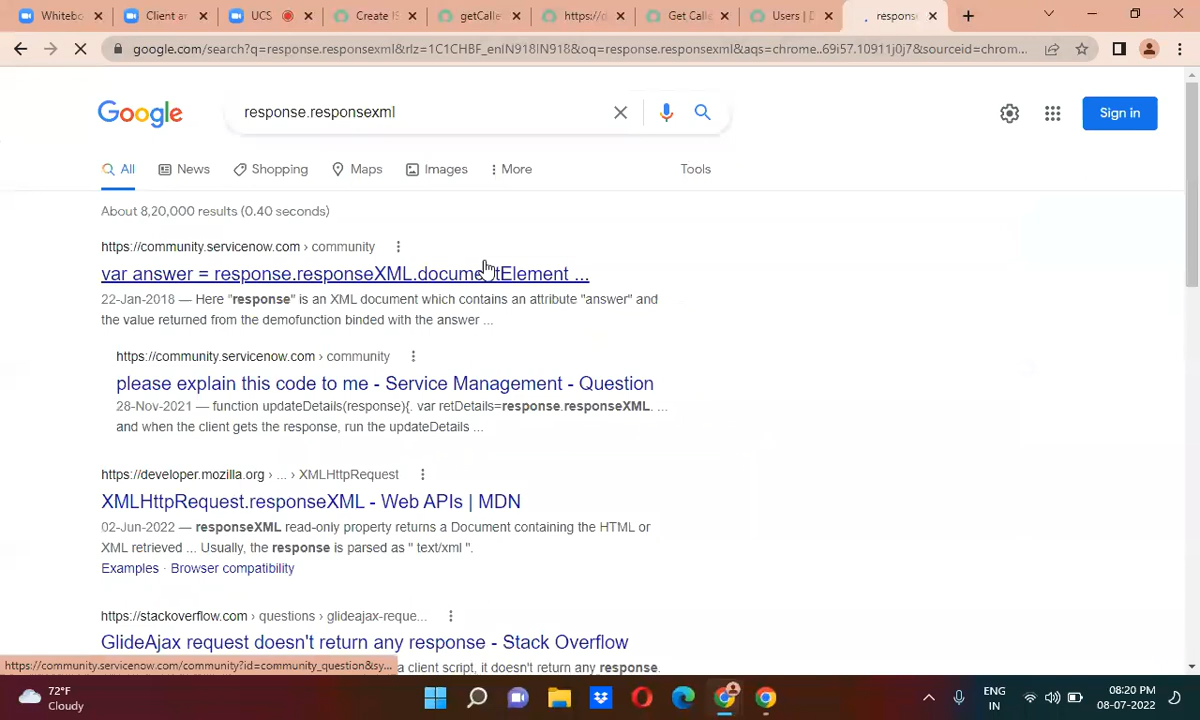 Whiteb
Client a
UCS
Create I
getCalle
https://d
Get Calle
Users | D
respons
google.com/search?q=response.responsexml&rlz=1C1CHBF_enIN918IN918&oq=response.responsexml&aqs=chrome..69i57.10911j0j7&sourceid=chrom...
Google
response.responsexml
Sign in
All
News
Shopping
Maps
Images
More
Tools
About 8,20,000 results (0.40 seconds)
https://community.servicenow.com › community
var answer = response.responseXML.documentElement ...
22-Jan-2018 — Here "response" is an XML document which contains an attribute "answer" and
the value returned from the demofunction binded with the answer ...
https://community.servicenow.com › community
please explain this code to me - Service Management - Question
28-Nov-2021 — function updateDetails(response){. var retDetails=response.responseXML. ...
and when the client gets the response, run the updateDetails ...
https://developer.mozilla.org › ... › XMLHttpRequest
XMLHttpRequest.responseXML - Web APIs | MDN
02-Jun-2022 — responseXML read-only property returns a Document containing the HTML or
XML retrieved ... Usually, the response is parsed as " text/xml ".
Examples · Browser compatibility
https://stackoverflow.com › questions › glideajax-reque...
GlideAjax request doesn't return any response - Stack Overflow
a client script, it doesn't return any response.
https://community.servicenow.com/community?id=community_question&sy...
72°F
Cloudy
ENG
IN
08:20 PM
08-07-2022